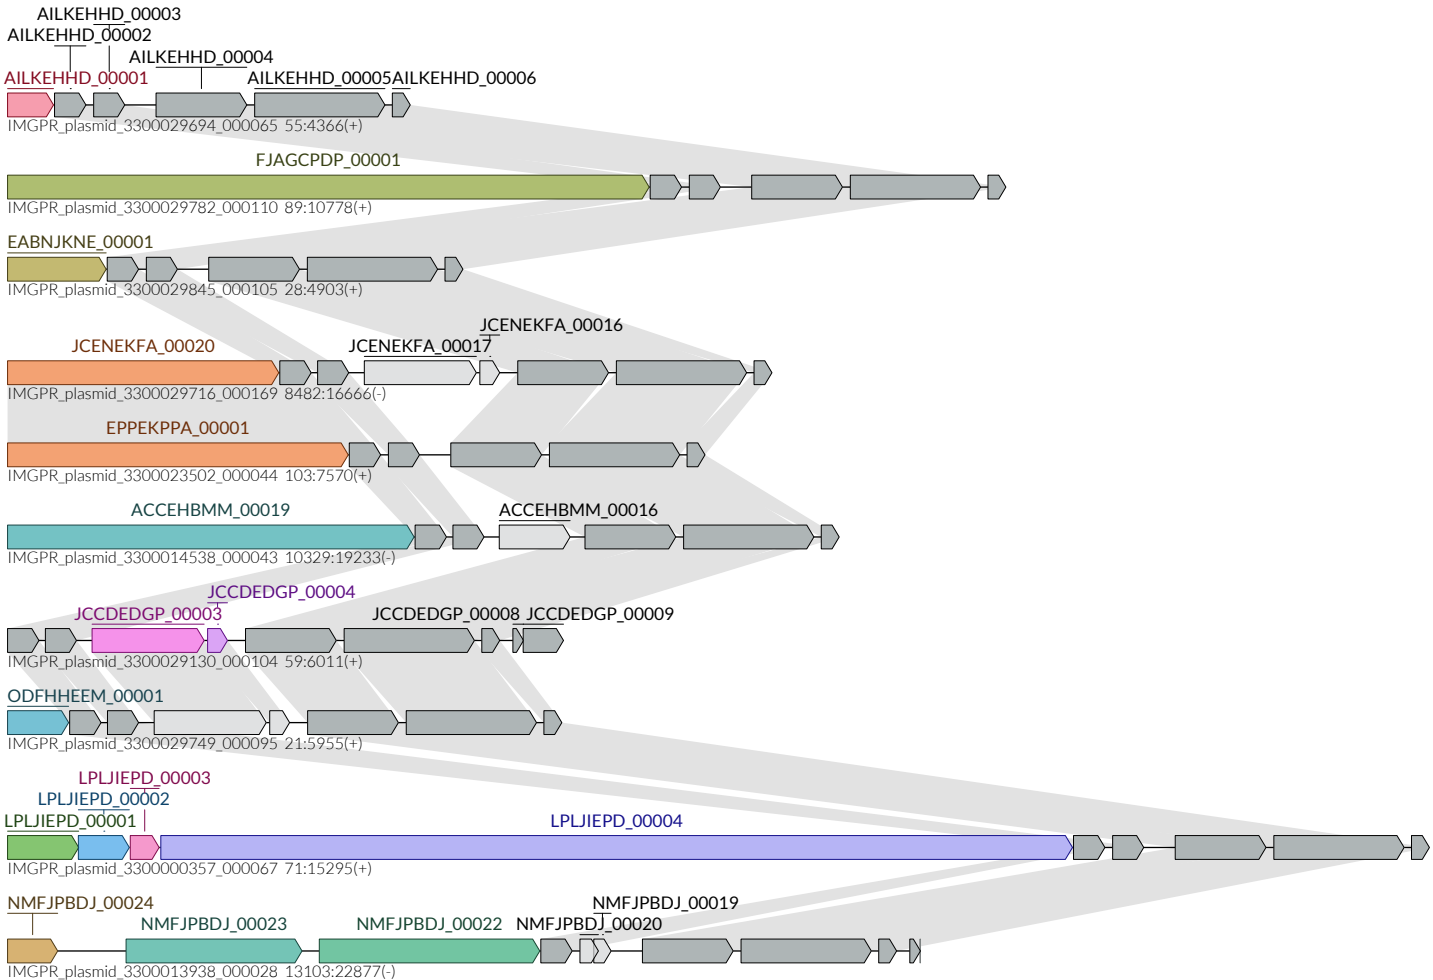 AILKEHHD_00003
AILKEHHD_00002
AILKEHHD_00004
AILKEHHD_00001 AILKEHHD_00005 AILKEHHD_00006
IMGPR_plasmid_3300029694_000065 55:4366(+)
FJAGCPDP_00001
IMGPR_plasmid_3300029782_000110 89:10778(+)
EABNJKNE_00001
IMGPR_plasmid_3300029845_000105 28:4903(+)
JCENEKFA_00016
JCENEKFA_00020 JCENEKFA_00017
IMGPR_plasmid_3300029716_000169 8482:16666(-)
EPPEKPPA_00001
IMGPR_plasmid_3300023502_000044 103:7570(+)
ACCEHBMM_00019 ACCEHBMM_00016
IMGPR_plasmid_3300014538_000043 10329:19233(-)
JCCDEDGP_00004
JCCDEDGP_00003 JCCDEDGP_00008 JCCDEDGP_00009
IMGPR_plasmid_3300029130_000104 59:6011(+)
ODFHHEEM_00001
IMGPR_plasmid_3300029749_000095 21:5955(+)
LPLJIEPD_00003
LPLJIEPD_00002
LPLJIEPD_00001 LPLJIEPD_00004
IMGPR_plasmid_3300000357_000067 71:15295(+)
NMFJPBDJ_00024 NMFJPBDJ_00019
NMFJPBDJ_00023 NMFJPBDJ_00022 NMFJPBDJ_00020
IMGPR_plasmid_3300013938_000028 13103:22877(-)